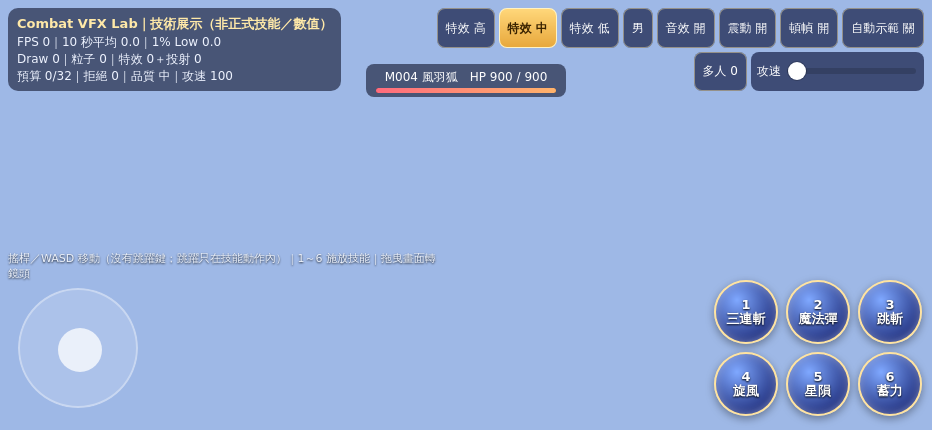 Combat VFX Lab｜技術展示（非正式技能／數值）
FPS 0｜10 秒平均 0.0｜1% Low 0.0
Draw 0｜粒子 0｜特效 0+投射 0
預算 0/32｜拒絕 0｜品質 中｜攻速 100
M004 風羽狐 HP 900 / 900
特效 高
特效 中
特效 低
男
音效 開
震動 開
頓幀 開
自動示範 關
多人 0
攻速
搖桿／WASD 移動（沒有跳躍鍵；跳躍只在技能動作內）｜1～6 施放技能｜拖曳畫面轉
鏡頭
1
三連斬
2
魔法彈
3
跳斬
4
旋風
5
星隕
6
蓄力